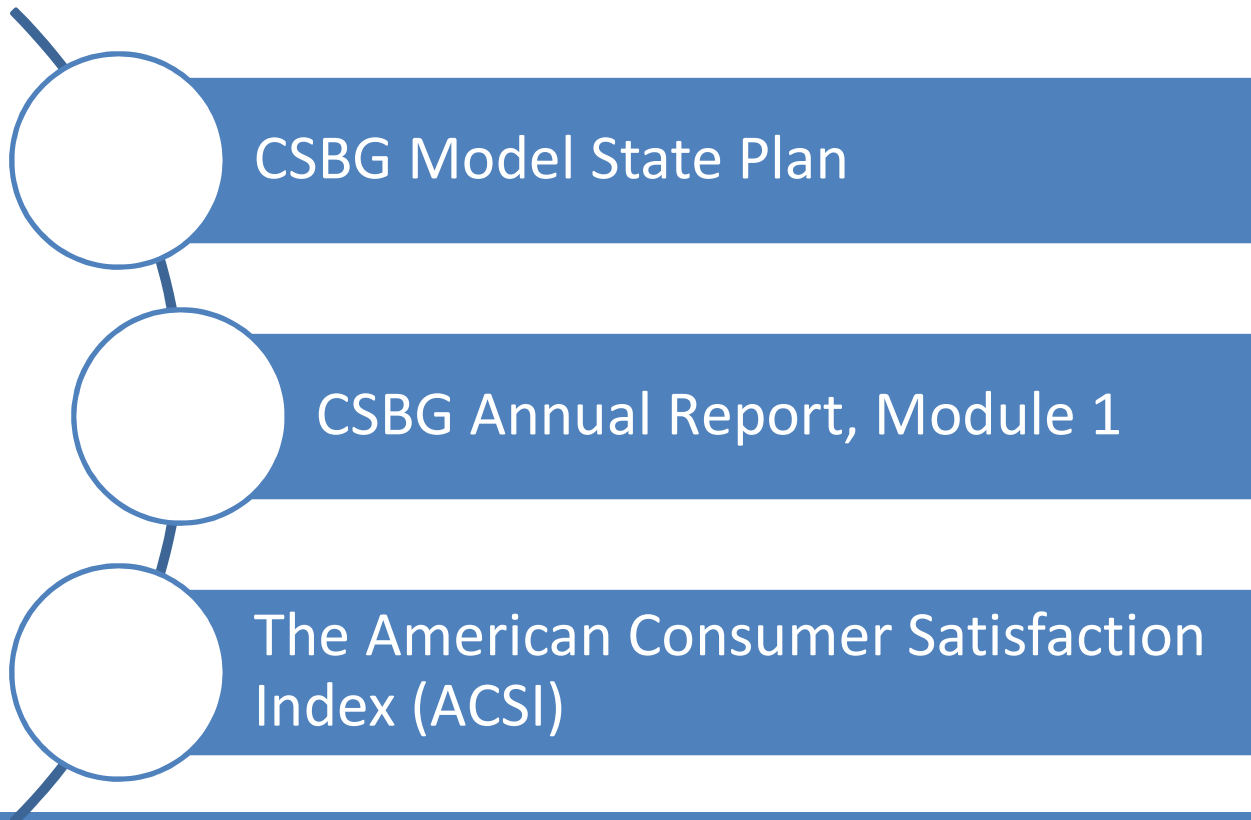 CSBG Model State Plan
CSBG Annual Report, Module 1
The American Consumer Satisfaction
Index (ACSI)